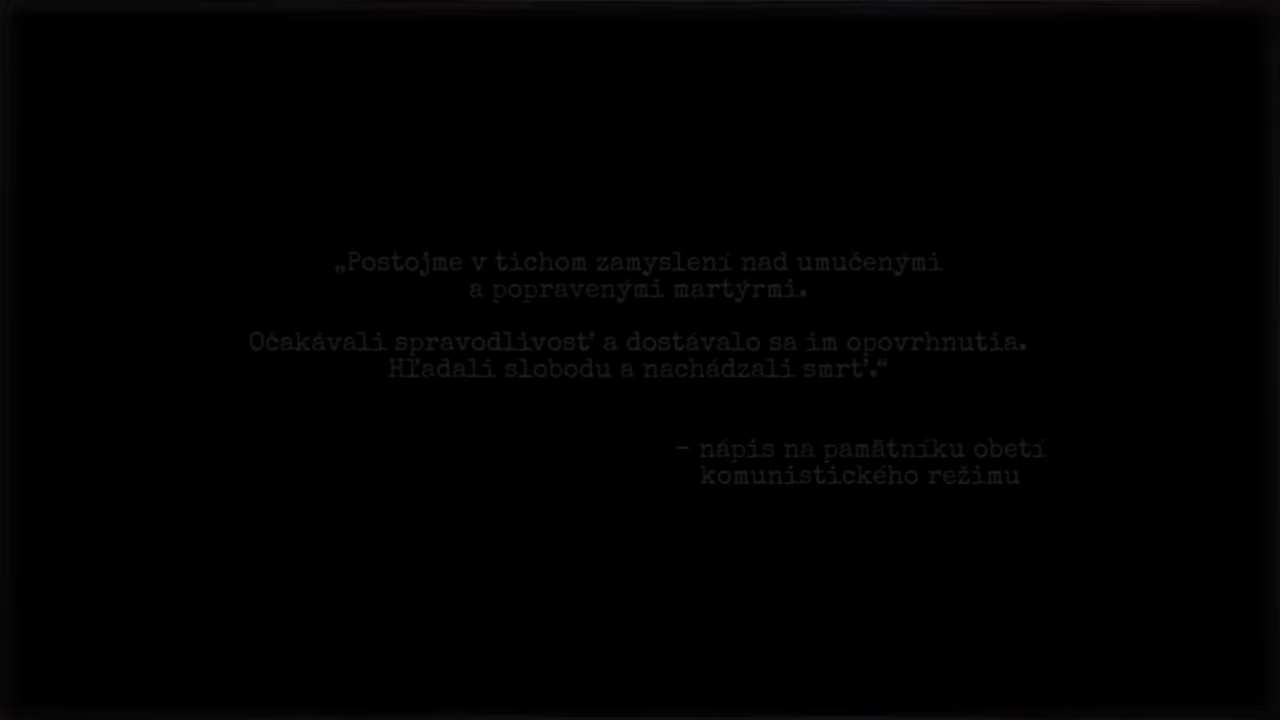 „Postojme v tichom zamyslení nad umučenými
a popravenými martýrmi.
Očakávali spravodlivosť a dostávalo sa im opovrhnutia.
Hľadali slobodu a nachádzali smrť.“
– nápis na pamätníku obetí
komunistického režimu